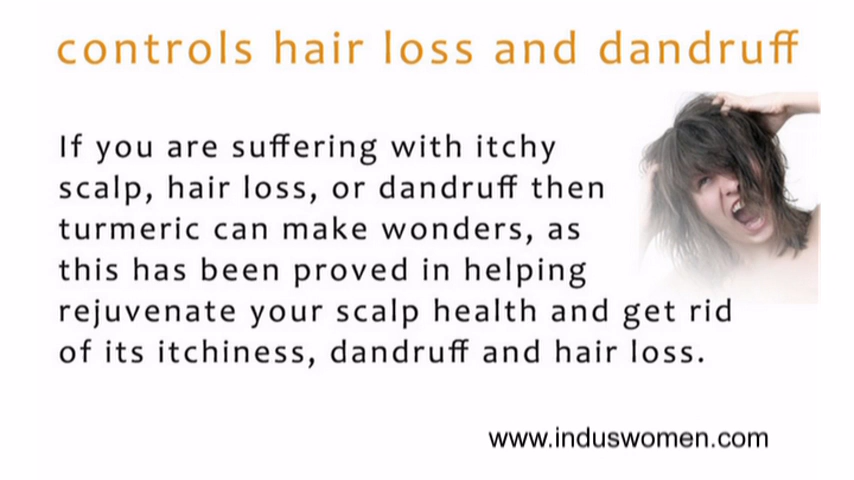 controls hair loss and dandruff
If you are suffering with itchy
scalp, hair loss, or dandruff then
turmeric can make wonders, as
this has been proved in helping
rejuvenate your scalp health and get rid
of its itchiness, dandruff and hair loss.
www.induswomen.com